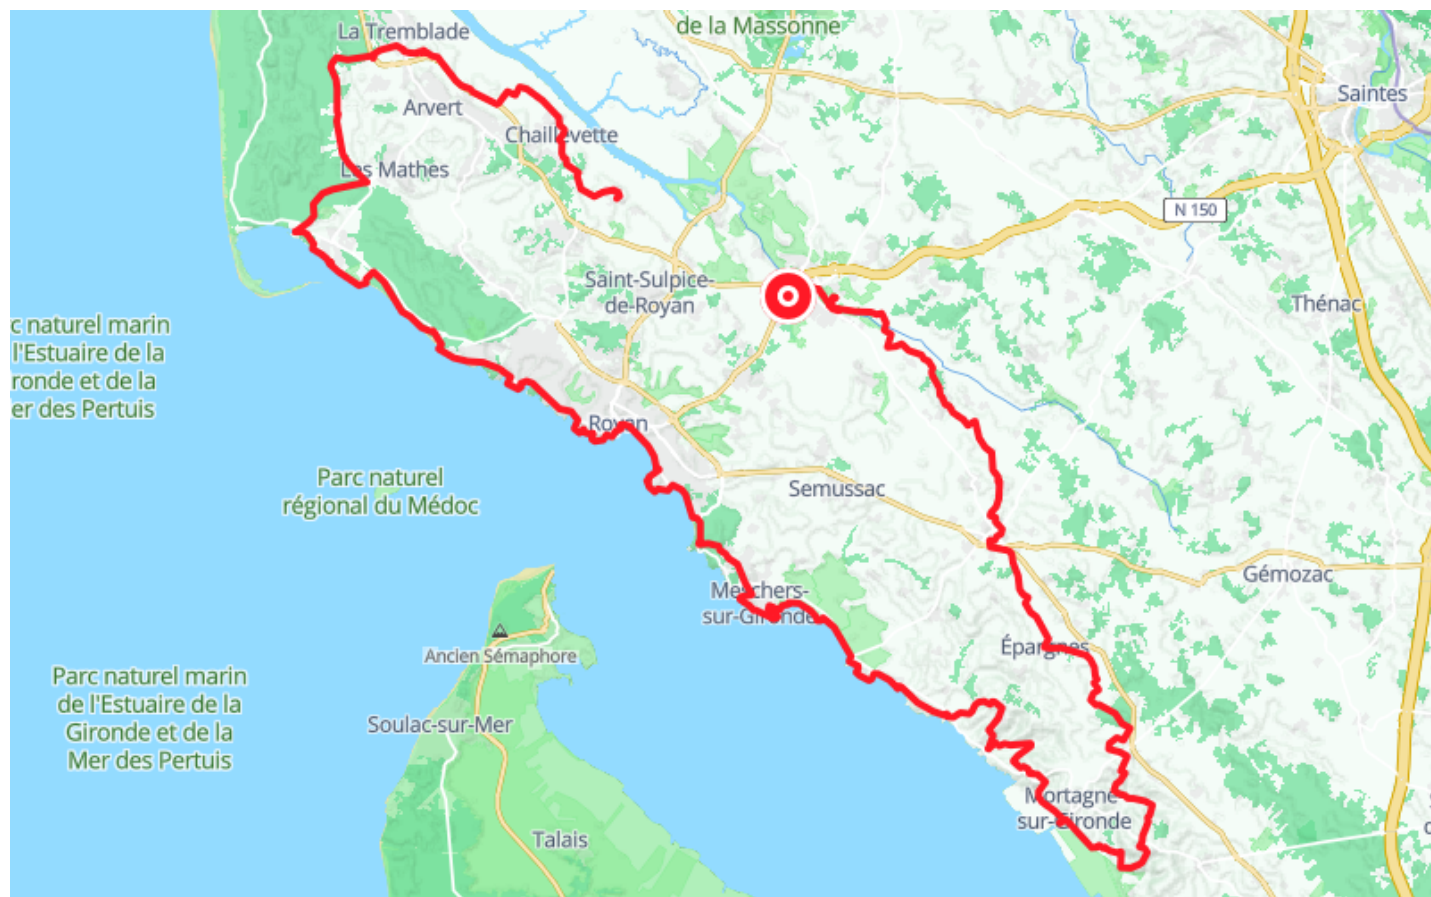 de la Massonne
La Tremblade
Saintes
Arvert
Chaillevette
Les Mathes
N 150
Saint-Sulpice-
de-Royan
Thénac
c naturel marin
l'Estuaire de la
ronde et de la
er des Pertuis
Royan
Parc naturel
régional du Médoc
Semussac
Gémozac
Meschers-
sur-Gironde
Épargnes
Ancien Sémaphore
Parc naturel marin
de l'Estuaire de la
Gironde et de la
Mer des Pertuis
Soulac-sur-Mer
Mortagne-
sur-Gironde
Talais